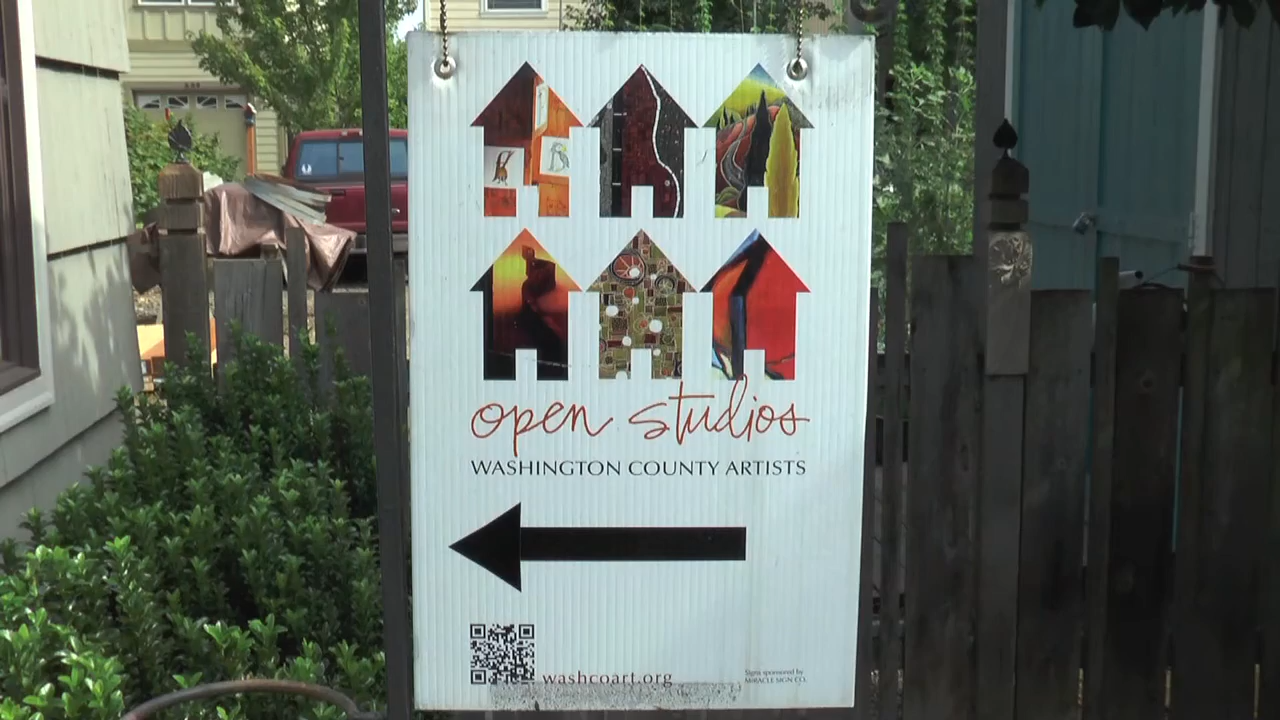 open studios
WASHINGTON COUNTY ARTISTS
washcoart.org
Signs sponsored by
MIRACLE SIGN CO.